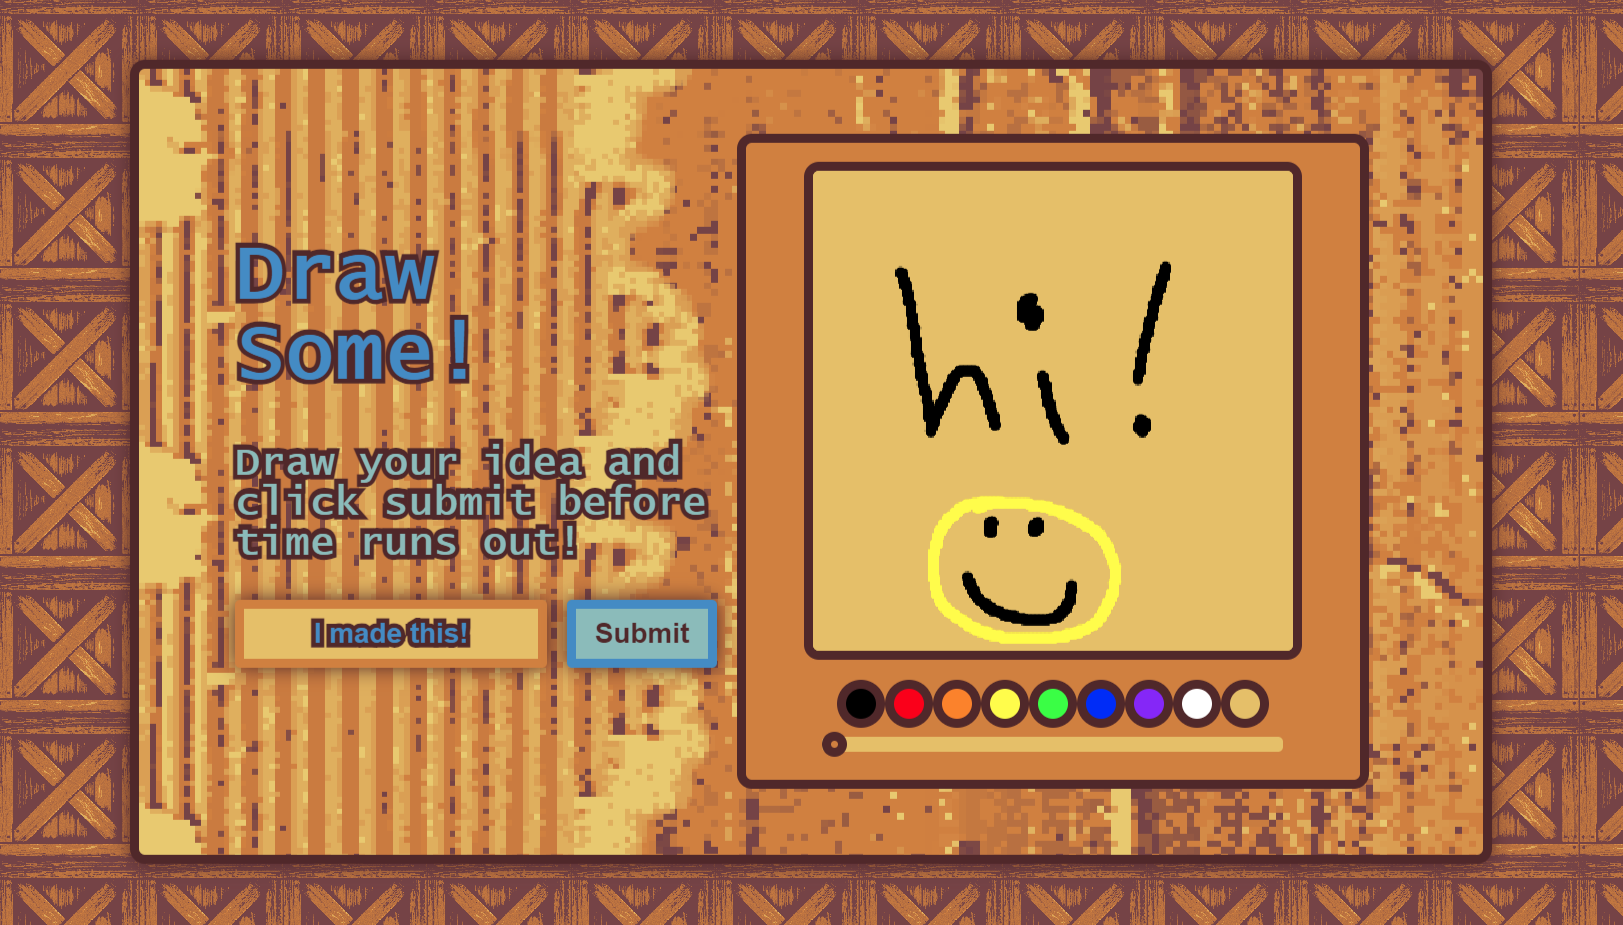 Draw
Some!
Draw your idea and
click submit before
time runs out!
I made this!
Submit
hi!